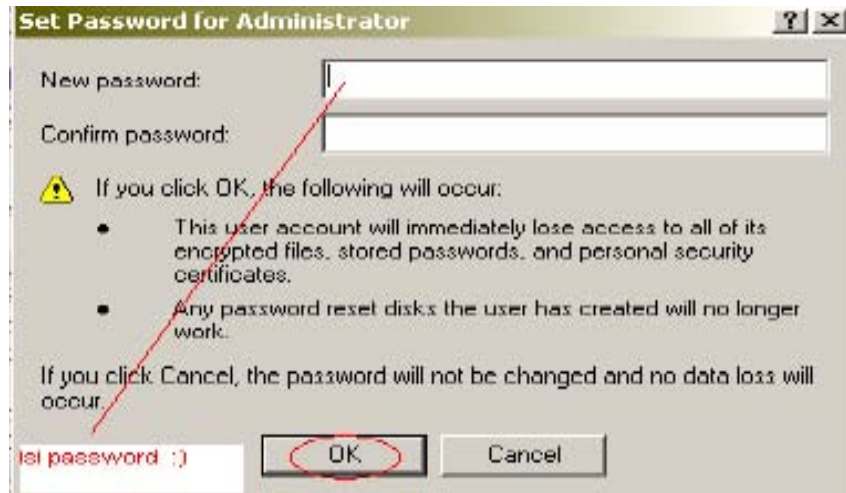 Set Password for Administrator
New password:
Confirm password:
If you click OK, the following will occur:
• This user account will immediately lose access to all of its
encrypted files, stored passwords, and personal security
certificates.
• Any password reset disks the user has created will no longer
work.
If you click Cancel, the password will not be changed and no data loss will
occur.
isi password :)
OK
Cancel